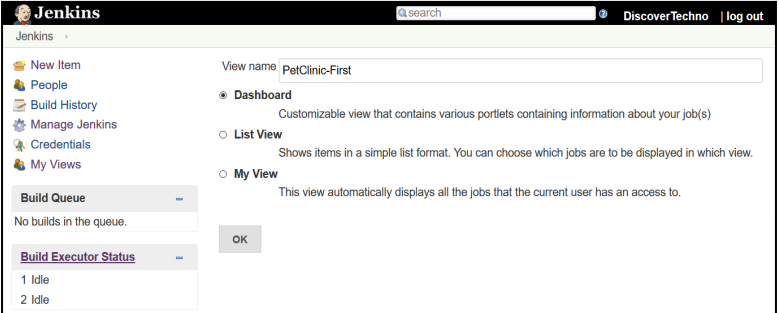 Jenkins
search
DiscoverTechno | log out
Jenkins
New Item
People
Build History
Manage Jenkins
Credentials
My Views
Build Queue
No builds in the queue.
Build Executor Status
1 Idle
2 Idle
View name PetClinic-First
Dashboard
Customizable view that contains various portlets containing information about your job(s)
List View
Shows items in a simple list format. You can choose which jobs are to be displayed in which view.
My View
This view automatically displays all the jobs that the current user has an access to.
OK